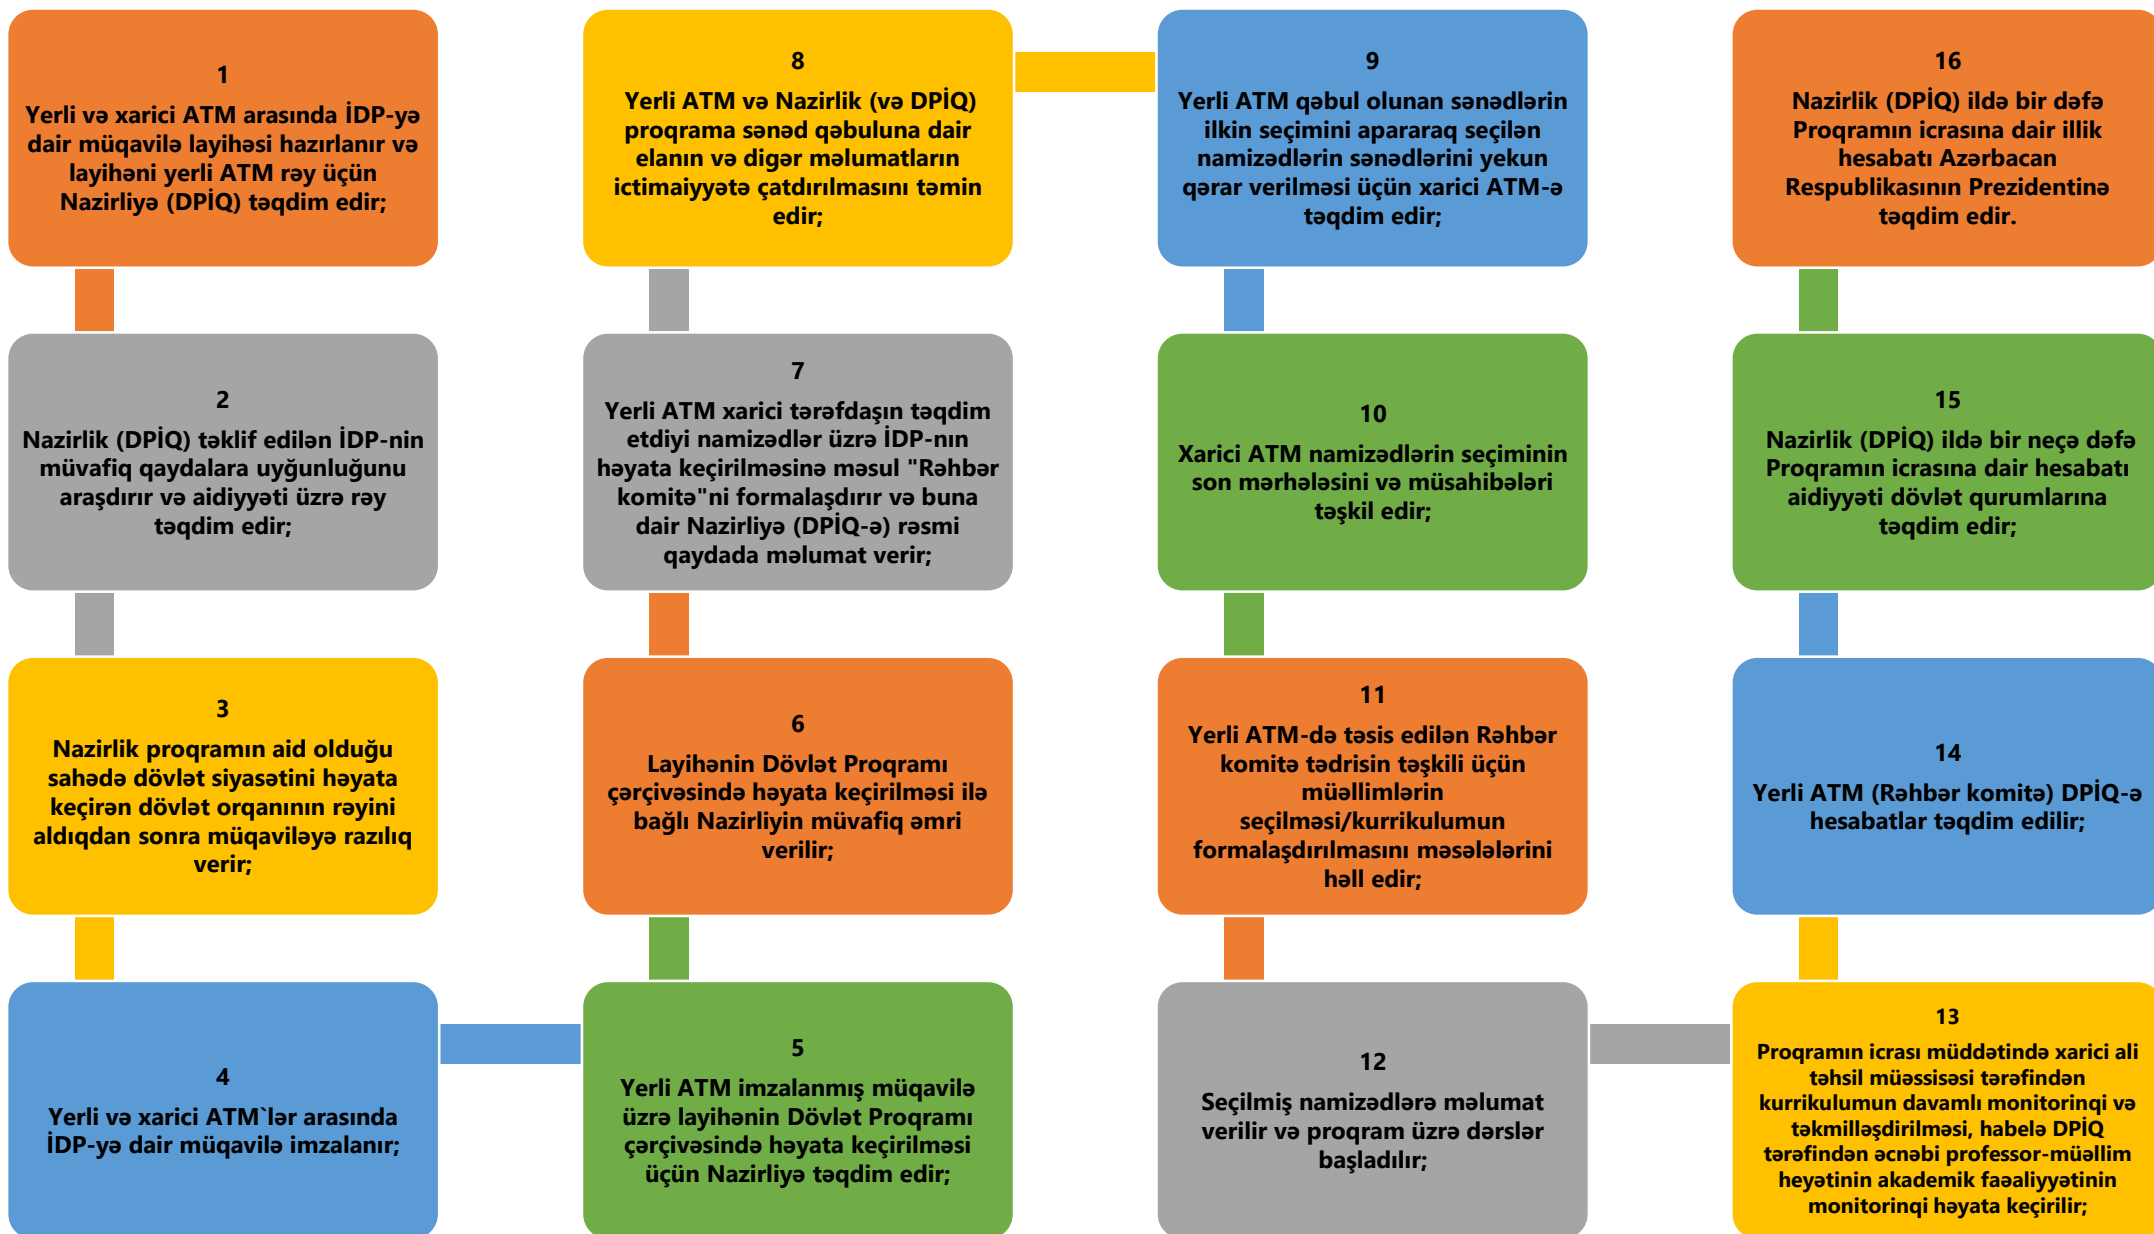 1
Yerli və xarici ATM arasında İDP-yə
dair müqavilə layihəsi hazırlanır və
layihəni yerli ATM rəy üçün
Nazirliyə (DPİQ) təqdim edir;
2
Nazirlik (DPİQ) təklif edilən İDP-nin
müvafiq qaydalara uyğunluğunu
araşdırır və aidiyyəti üzrə rəy
təqdim edir;
3
Nazirlik proqramın aid olduğu
sahədə dövlət siyasətini həyata
keçirən dövlət orqanının rəyini
aldıqdan sonra müqaviləyə razılıq
verir;
4
Yerli və xarici ATM`lər arasında
İDP-yə dair müqavilə imzalanır;
5
Yerli ATM imzalanmış müqavilə
üzrə layihənin Dövlət Proqramı
çərçivəsində həyata keçirilməsi
üçün Nazirliyə təqdim edir;
6
Layihənin Dövlət Proqramı
çərçivəsində həyata keçirilməsi ilə
bağlı Nazirliyin müvafiq əmri
verilir;
7
Yerli ATM xarici tərəfdaşın təqdim
etdiyi namizədlər üzrə İDP-nın
həyata keçirilməsinə məsul "Rəhbər
komitə"ni formalaşdırır və buna
dair Nazirliyə (DPİQ-ə) rəsmi
qaydada məlumat verir;
8
Yerli ATM və Nazirlik (və DPİQ)
proqrama sənəd qəbuluna dair
elanın və digər məlumatların
ictimaiyyətə çatdırılmasını təmin
edir;
9
Yerli ATM qəbul olunan sənədlərin
ilkin seçimini apararaq seçilən
namizədlərin sənədlərini yekun
qərar verilməsi üçün xarici ATM-ə
təqdim edir;
10
Xarici ATM namizədlərin seçiminin
son mərhələsini və müsahibələri
təşkil edir;
11
Yerli ATM-də təsis edilən Rəhbər
komitə tədrisin təşkili üçün
müəllimlərin
seçilməsi/kurrikulumun
formalaşdırılmasını məsələlərini
həll edir;
12
Seçilmiş namizədlərə məlumat
verilir və proqram üzrə dərslər
başladılır;
13
Proqramın icrası müddətində xarici ali
təhsil müəssisəsi tərəfindən
kurrikulumun davamlı monitorinqi və
təkmilləşdirilməsi, habelə DPİQ
tərəfindən əcnəbi professor-müəllim
heyətinin akademik faəaliyyətinin
monitorinqi həyata keçirilir;
14
Yerli ATM (Rəhbər komitə) DPİQ-ə
hesabatlar təqdim edilir;
15
Nazirlik (DPİQ) ildə bir neçə dəfə
Proqramın icrasına dair hesabatı
aidiyyəti dövlət qurumlarına
təqdim edir;
16
Nazirlik (DPİQ) ildə bir dəfə
Proqramın icrasına dair illik
hesabatı Azərbacan
Respublikasının Prezidentinə
təqdim edir.